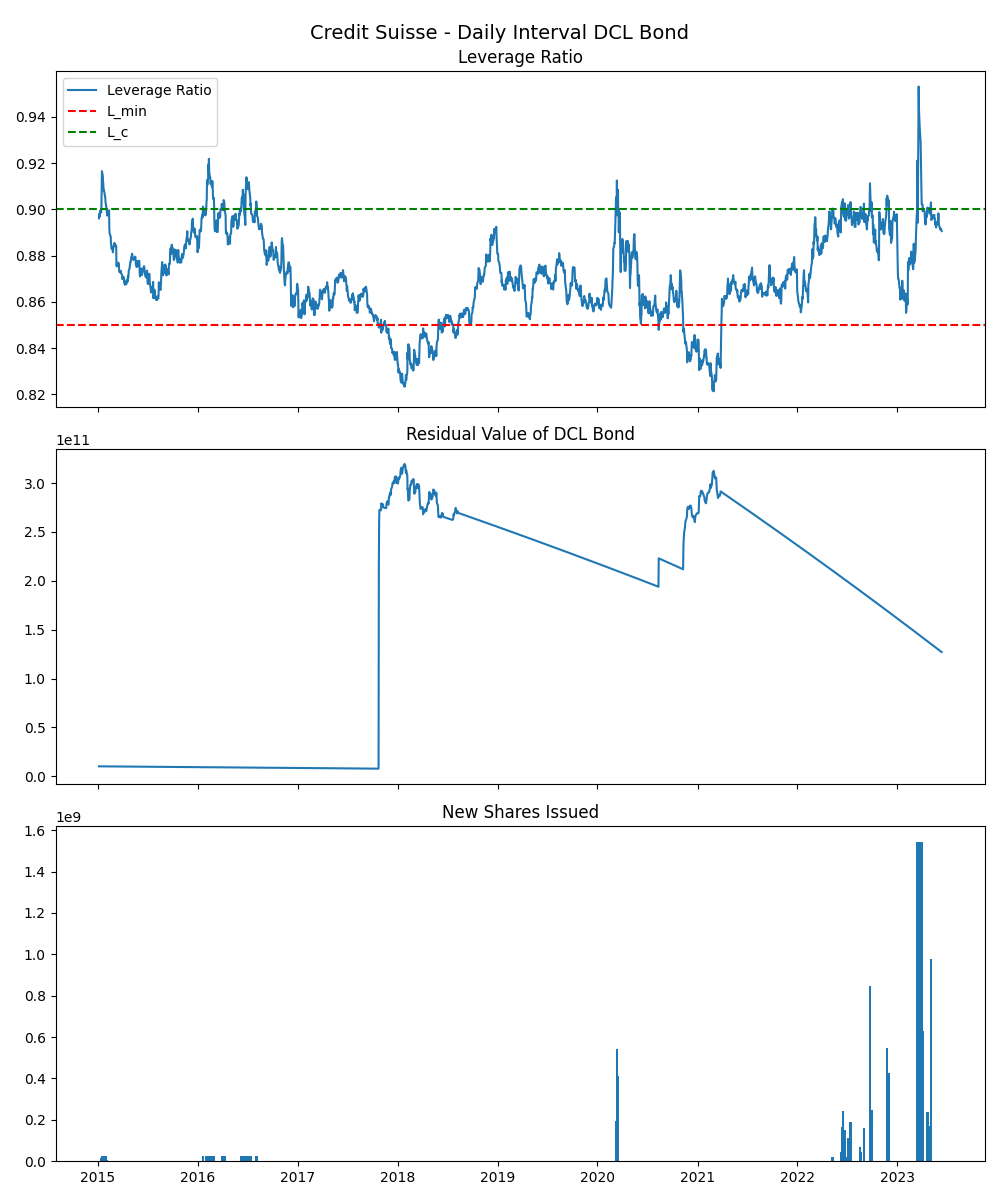 Credit Suisse - Daily Interval DCL Bond
Leverage Ratio
Leverage Ratio
L_min
L_c
0.94
0.92
0.90
0.88
0.86
0.84
0.82
1e11
Residual Value of DCL Bond
3.0
2.5
2.0
1.5
1.0
0.5
0.0
1e9
New Shares Issued
1.6
1.4
1.2
1.0
0.8
0.6
0.4
0.2
0.0
2015 2016 2017 2018 2019 2020 2021 2022 2023